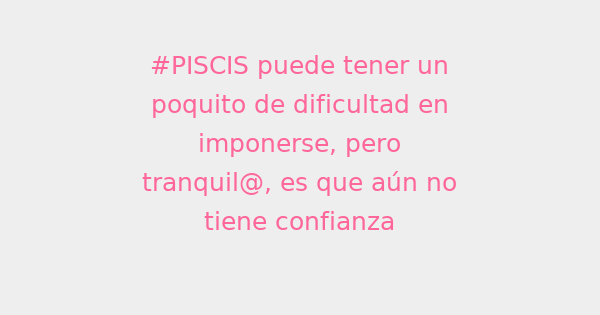 #PISCIS puede tener un
poquito de dificultad en
imponerse, pero
tranquil@, es que aún no
tiene confianza